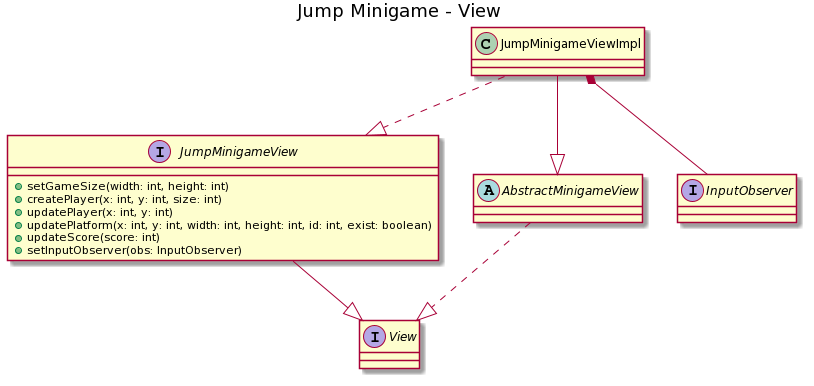 Jump Minigame - View
C JumpMinigameViewImpl
I JumpMinigameView
setGameSize(width: int, height: int)
createPlayer(x: int, y: int, size: int)
updatePlayer(x: int, y: int)
updatePlatform(x: int, y: int, width: int, height: int, id: int, exist: boolean)
updateScore(score: int)
setInputObserver(obs: InputObserver)
A AbstractMinigameView
I InputObserver
I View